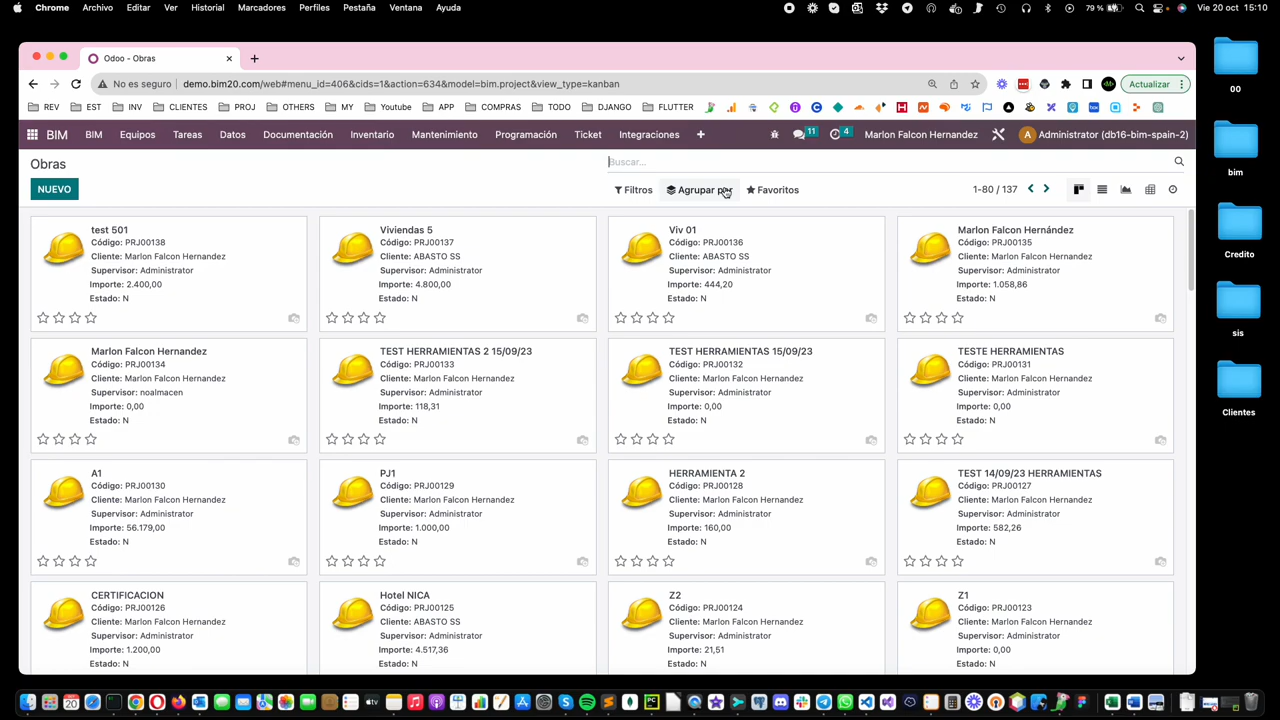 Chrome Archivo Editar Ver Historial Marcadores Perfiles Pestaña Ventana Ayuda 79 % Vie 20 oct 15:10
Odoo - Obras
No es seguro demo.bim20.com/web#menu_id=406&cids=1&action=634&model=bim.project&view_type=kanban Actualizar
REV EST INV CLIENTES PROJ OTHERS MY Youtube APP COMPRAS TODO DJANGO FLUTTER
BIM BIM Equipos Tareas Datos Documentación Inventario Mantenimiento Programación Ticket Integraciones 11 4 Marlon Falcon Hernandez A Administrator (db16-bim-spain-2)
Obras Buscar...
NUEVO Filtros Agrupar por Favoritos 1-80 / 137
test 501
Código: PRJ00138
Cliente: Marlon Falcon Hernandez
Supervisor: Administrator
Importe: 2.400,00
Estado: N
Viviendas 5
Código: PRJ00137
Cliente: ABASTO SS
Supervisor: Administrator
Importe: 4.800,00
Estado: N
Viv 01
Código: PRJ00136
Cliente: ABASTO SS
Supervisor: Administrator
Importe: 444,20
Estado: N
Marlon Falcon Hernández
Código: PRJ00135
Cliente: Marlon Falcon Hernandez
Supervisor: Administrator
Importe: 1.058,86
Estado: N
Marlon Falcon Hernandez
Código: PRJ00134
Cliente: Marlon Falcon Hernandez
Supervisor: noalmacen
Importe: 0,00
Estado: N
TEST HERRAMIENTAS 2 15/09/23
Código: PRJ00133
Cliente: Marlon Falcon Hernandez
Supervisor: Administrator
Importe: 118,31
Estado: N
TEST HERRAMIENTAS 15/09/23
Código: PRJ00132
Cliente: Marlon Falcon Hernandez
Supervisor: Administrator
Importe: 0,00
Estado: N
TESTE HERRAMIENTAS
Código: PRJ00131
Cliente: Marlon Falcon Hernandez
Supervisor: Administrator
Importe: 0,00
Estado: N
A1
Código: PRJ00130
Cliente: Marlon Falcon Hernandez
Supervisor: Administrator
Importe: 56.179,00
Estado: N
PJ1
Código: PRJ00129
Cliente: Marlon Falcon Hernandez
Supervisor: Administrator
Importe: 1.000,00
Estado: N
HERRAMIENTA 2
Código: PRJ00128
Cliente: Marlon Falcon Hernandez
Supervisor: Administrator
Importe: 160,00
Estado: N
TEST 14/09/23 HERRAMIENTAS
Código: PRJ00127
Cliente: Marlon Falcon Hernandez
Supervisor: Administrator
Importe: 582,26
Estado: N
CERTIFICACION
Código: PRJ00126
Cliente: Marlon Falcon Hernandez
Supervisor: Administrator
Importe: 1.200,00
Estado: N
Hotel NICA
Código: PRJ00125
Cliente: ABASTO SS
Supervisor: Administrator
Importe: 4.517,36
Estado: N
Z2
Código: PRJ00124
Cliente: Marlon Falcon Hernandez
Supervisor: Administrator
Importe: 21,51
Estado: N
Z1
Código: PRJ00123
Cliente: Marlon Falcon Hernandez
Supervisor: Administrator
Importe: 0,00
Estado: N
00
bim
Credito
sis
Clientes